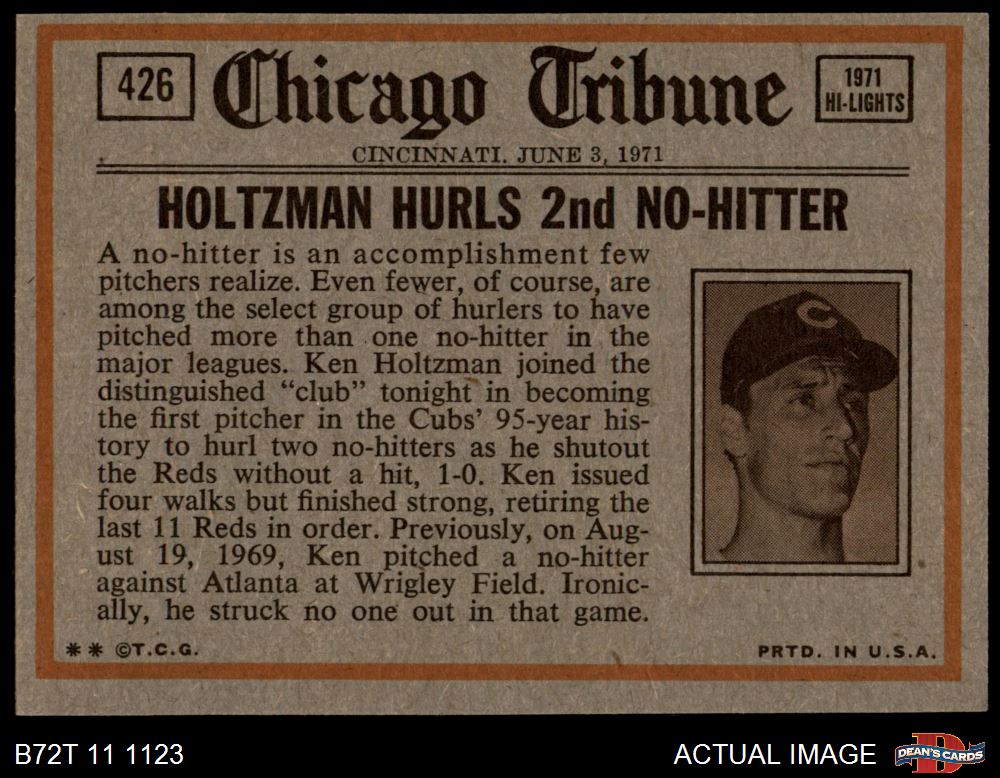 426
Chicago Tribune
1971
HI-LIGHTS
CINCINNATI. JUNE 3, 1971
HOLTZMAN HURLS 2nd NO-HITTER
A no-hitter is an accomplishment few
pitchers realize. Even fewer, of course, are
among the select group of hurlers to have
pitched more than one no-hitter in the
major leagues. Ken Holtzman joined the
distinguished “club” tonight in becoming
the first pitcher in the Cubs’ 95-year his-
tory to hurl two no-hitters as he shutout
the Reds without a hit, 1-0. Ken issued
four walks but finished strong, retiring the
last 11 Reds in order. Previously, on Aug-
ust 19, 1969, Ken pitched a no-hitter
against Atlanta at Wrigley Field. Ironic-
ally, he struck no one out in that game.
C
** ©T.C.G.
PRTD. IN U.S.A.
B72T 11 1123
ACTUAL IMAGE
DEAN'S CARDS